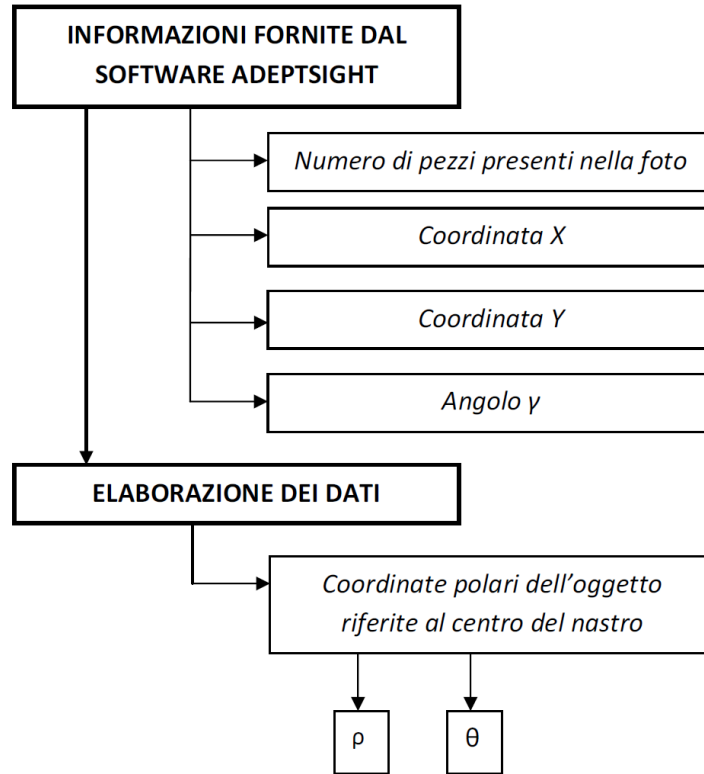 INFORMAZIONI FORNITE DAL
SOFTWARE ADEPTSIGHT
Numero di pezzi presenti nella foto
Coordinata X
Coordinata Y
Angolo γ
ELABORAZIONE DEI DATI
Coordinate polari dell’oggetto
riferite al centro del nastro
ρ
θ